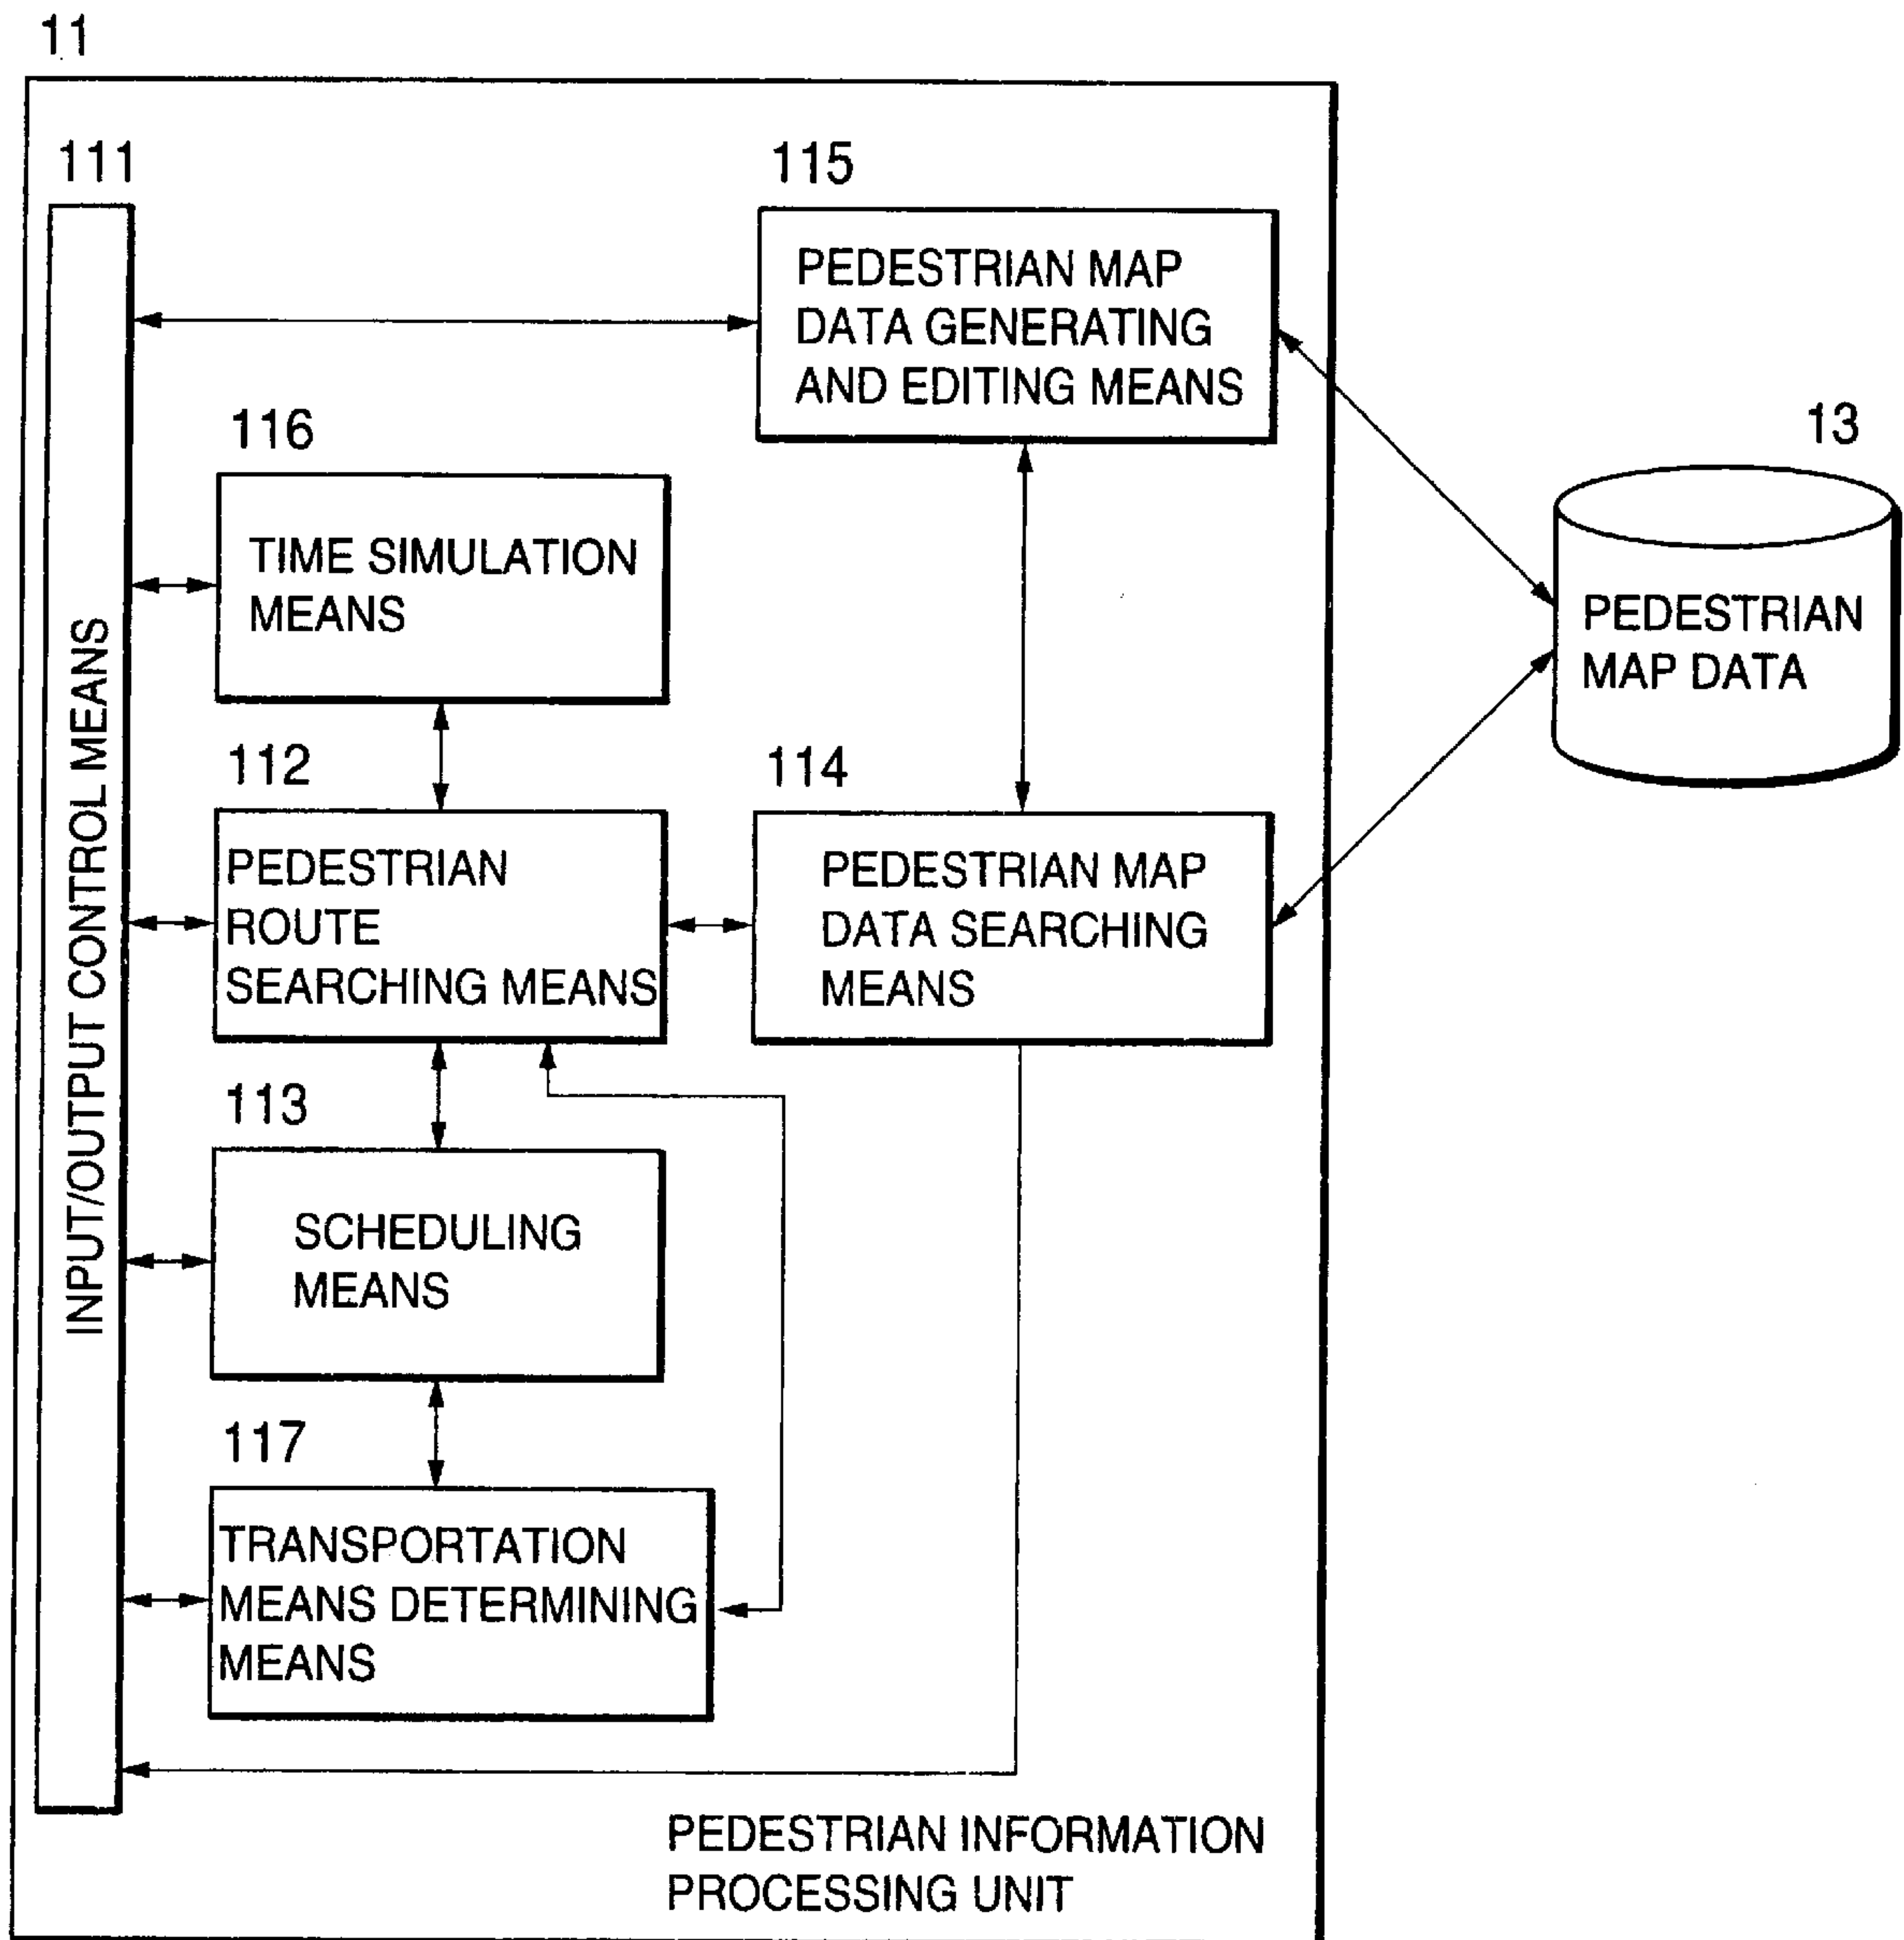 11
111
INPUT/OUTPUT CONTROL MEANS
115
PEDESTRIAN MAP
DATA GENERATING
AND EDITING MEANS
116
TIME SIMULATION
MEANS
13
PEDESTRIAN
MAP DATA
112
PEDESTRIAN
ROUTE
SEARCHING MEANS
114
PEDESTRIAN MAP
DATA SEARCHING
MEANS
113
SCHEDULING
MEANS
117
TRANSPORTATION
MEANS DETERMINING
MEANS
PEDESTRIAN INFORMATION
PROCESSING UNIT